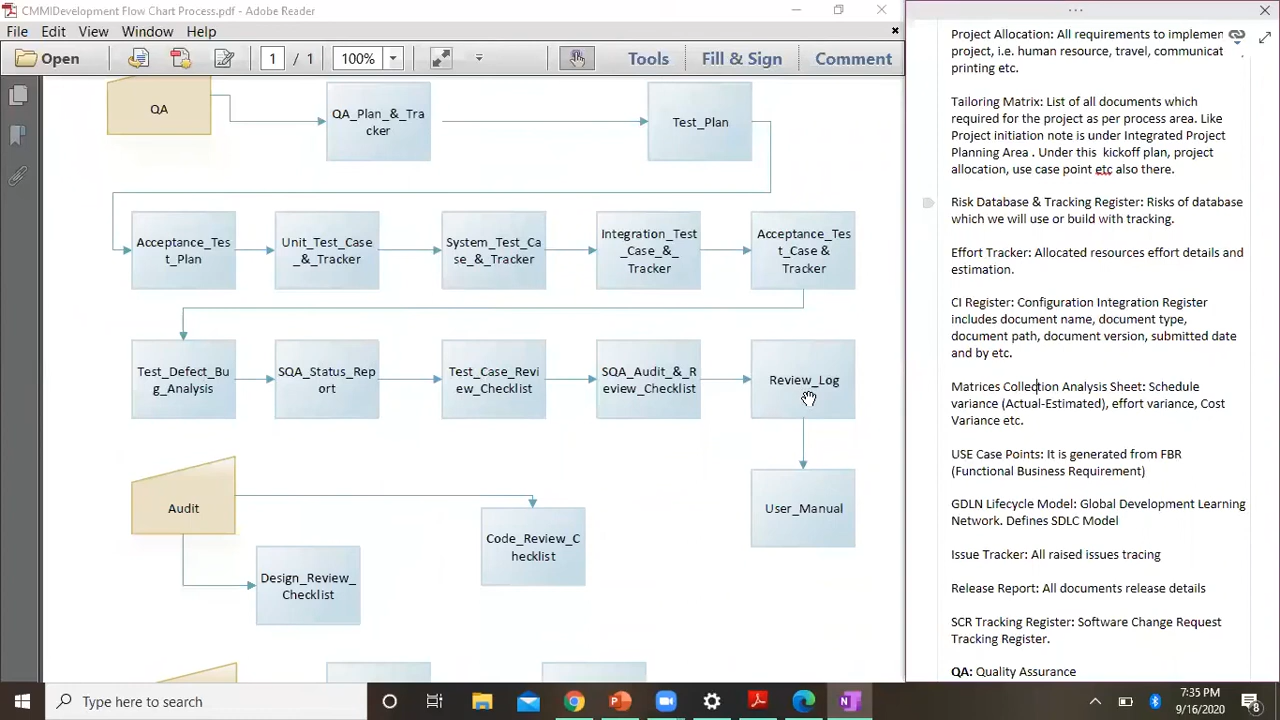 CMMIDevelopment Flow Chart Process.pdf - Adobe Reader
File Edit View Window Help
Open 1 / 1 100% Tools Fill & Sign Comment
QA
QA_Plan_&_Tra
cker
Test_Plan
Acceptance_Tes
t_Plan
Unit_Test_Case
_&_Tracker
System_Test_Ca
se_&_Tracker
Integration_Test
_Case_&_
Tracker
Acceptance_Tes
t_Case &
Tracker
Test_Defect_Bu
g_Analysis
SQA_Status_Rep
ort
Test_Case_Revi
ew_Checklist
SQA_Audit_&_R
eview_Checklist
Review_Log
Audit
User_Manual
Code_Review_C
hecklist
Design_Review_
Checklist
Project Allocation: All requirements to implemen
project, i.e. human resource, travel, communicat
printing etc.
Tailoring Matrix: List of all documents which
required for the project as per process area. Like
Project initiation note is under Integrated Project
Planning Area . Under this kickoff plan, project
allocation, use case point etc also there.
Risk Database & Tracking Register: Risks of database
which we will use or build with tracking.
Effort Tracker: Allocated resources effort details and
estimation.
CI Register: Configuration Integration Register
includes document name, document type,
document path, document version, submitted date
and by etc.
Matrices Collection Analysis Sheet: Schedule
variance (Actual-Estimated), effort variance, Cost
Variance etc.
USE Case Points: It is generated from FBR
(Functional Business Requirement)
GDLN Lifecycle Model: Global Development Learning
Network. Defines SDLC Model
Issue Tracker: All raised issues tracing
Release Report: All documents release details
SCR Tracking Register: Software Change Request
Tracking Register.
QA: Quality Assurance
Type here to search
7:35 PM
9/16/2020
8